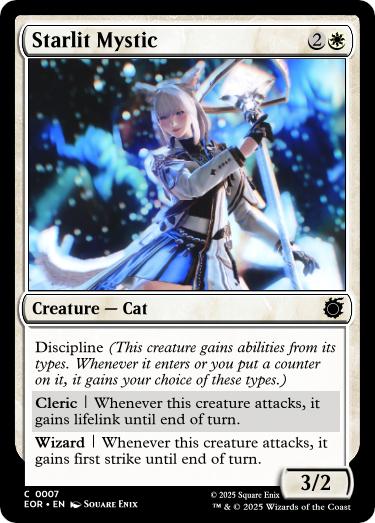 Starlit Mystic 2
Creature — Cat
Discipline (This creature gains abilities from its
types. Whenever it enters or you put a counter
on it, it gains your choice of these types.)
Cleric | Whenever this creature attacks, it
gains lifelink until end of turn.
Wizard | Whenever this creature attacks, it
gains first strike until end of turn.
3/2
C 0007
EOR • EN SQUARE ENIX
© 2025 Square Enix
™ & © 2025 Wizards of the Coast